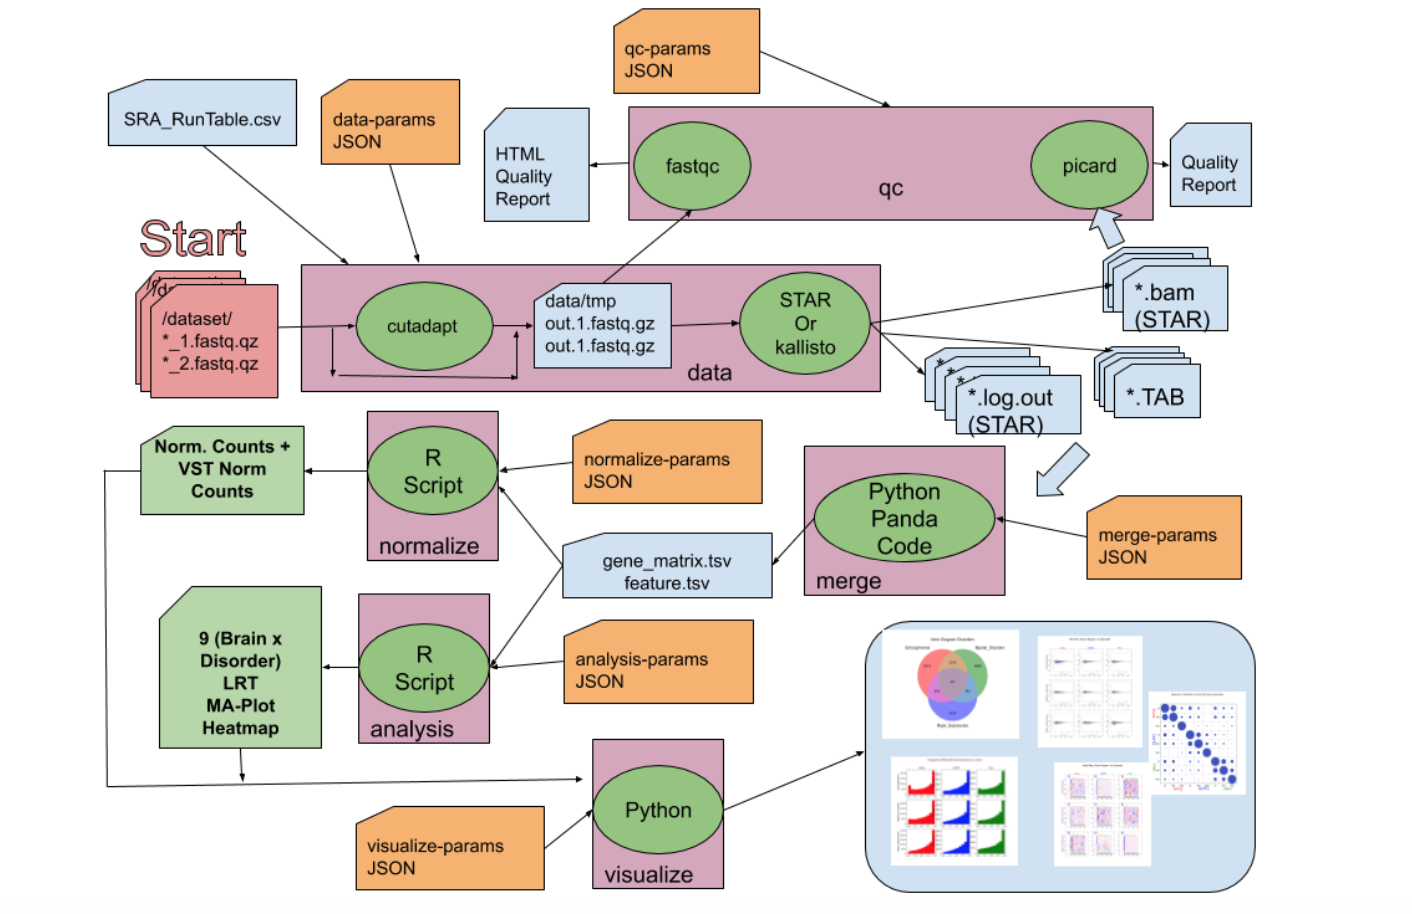 qc-params
JSON
SRA_RunTable.csv
data-params
JSON
HTML
Quality
Report
fastqc
qc
picard
Quality
Report
Start
/dataset/
*_1.fastq.qz
*_2.fastq.qz
cutadapt
data/tmp
out.1.fastq.gz
out.1.fastq.gz
STAR
Or
kallisto
data
*.bam
(STAR)
*.log.out
(STAR)
*.TAB
Norm. Counts +
VST Norm
Counts
R
Script
normalize
normalize-params
JSON
Python
Panda
Code
merge
merge-params
JSON
gene_matrix.tsv
feature.tsv
9 (Brain x
Disorder)
LRT
MA-Plot
Heatmap
R
Script
analysis
analysis-params
JSON
visualize-params
JSON
Python
visualize